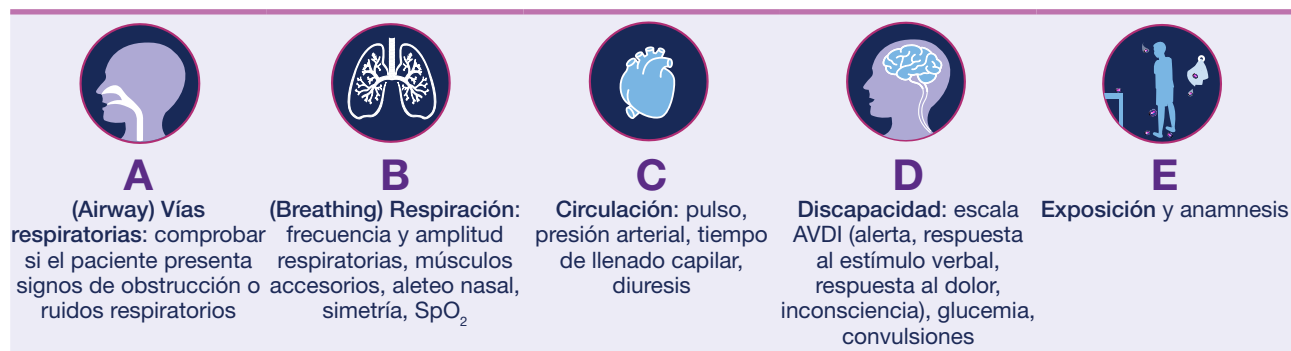 A
(Airway) Vías
respiratorias: comprobar
si el paciente presenta
signos de obstrucción o
ruidos respiratorios
B
(Breathing) Respiración:
frecuencia y amplitud
respiratorias, músculos
accesorios, aleteo nasal,
simetría, SpO₂
C
Circulación: pulso,
presión arterial, tiempo
de llenado capilar,
diuresis
D
Discapacidad: escala
AVDI (alerta, respuesta
al estímulo verbal,
respuesta al dolor,
inconsciencia), glucemia,
convulsiones
E
Exposición y anamnesis